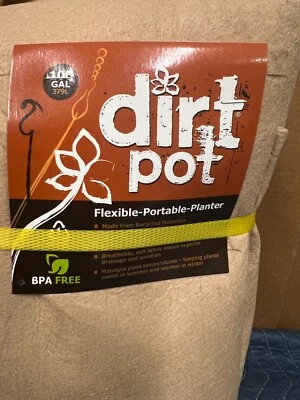 100
GAL
379L
dirt
pot
Flexible-Portable-Planter
■ Made from Recycled Materials
■ Breathable, soft fabric means superior
drainage and aeration
■ Manages plant temperatures – keeping plants
cooler in summer and warmer in winter
BPA FREE